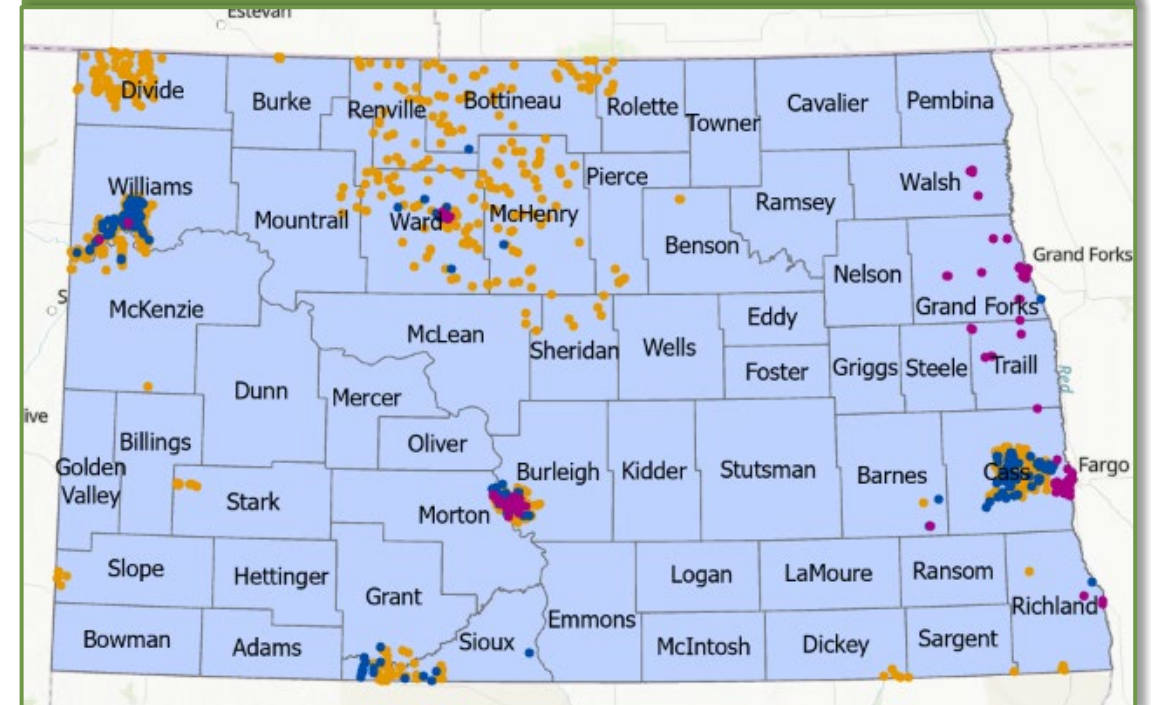 Estevan
Divide
Burke
Renville
Bottineau
Rolette
Towner
Cavalier
Pembina
Williams
Mountrail
Ward
McHenry
Pierce
Benson
Ramsey
Walsh
Nelson
Grand Forks
Grand Forks
S
McKenzie
McLean
Sheridan
Wells
Eddy
Foster
Griggs
Steele
Traill
Red
Dunn
Mercer
Oliver
ive
Golden
Valley
Billings
Stark
Morton
Burleigh
Kidder
Stutsman
Barnes
Cass
Fargo
Slope
Hettinger
Grant
Sioux
Emmons
Logan
LaMoure
Ransom
Richland
Bowman
Adams
McIntosh
Dickey
Sargent